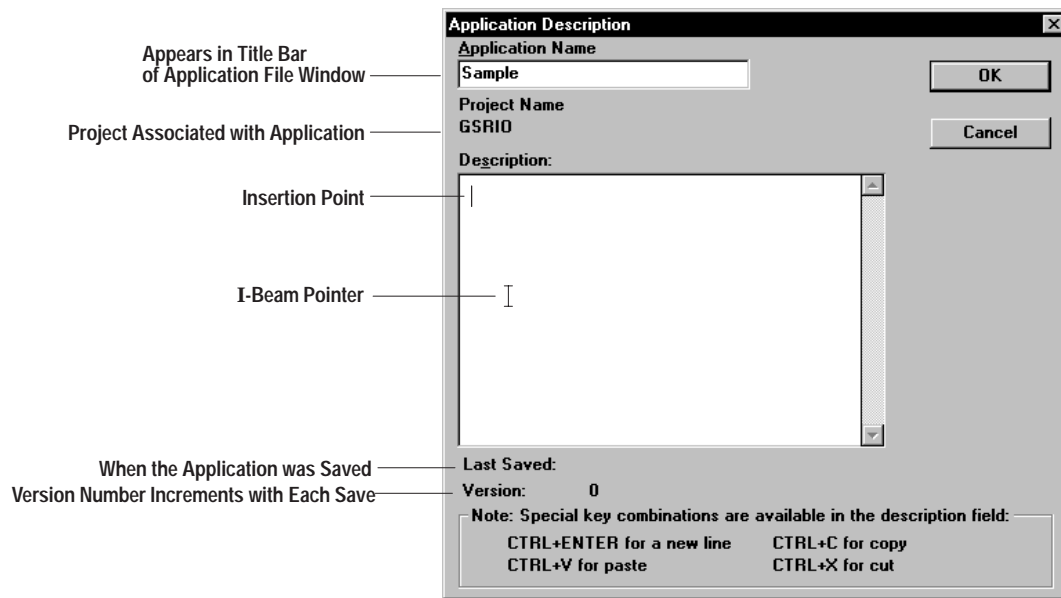 Application Description
Appears in Title Bar
of Application File Window
Application Name
Sample
OK
Project Name
Project Associated with Application
GSRIO
Cancel
Description:
Insertion Point
I-Beam Pointer
When the Application was Saved
Last Saved:
Version Number Increments with Each Save
Version: 0
Note: Special key combinations are available in the description field:
CTRL+ENTER for a new line CTRL+C for copy
CTRL+V for paste CTRL+X for cut